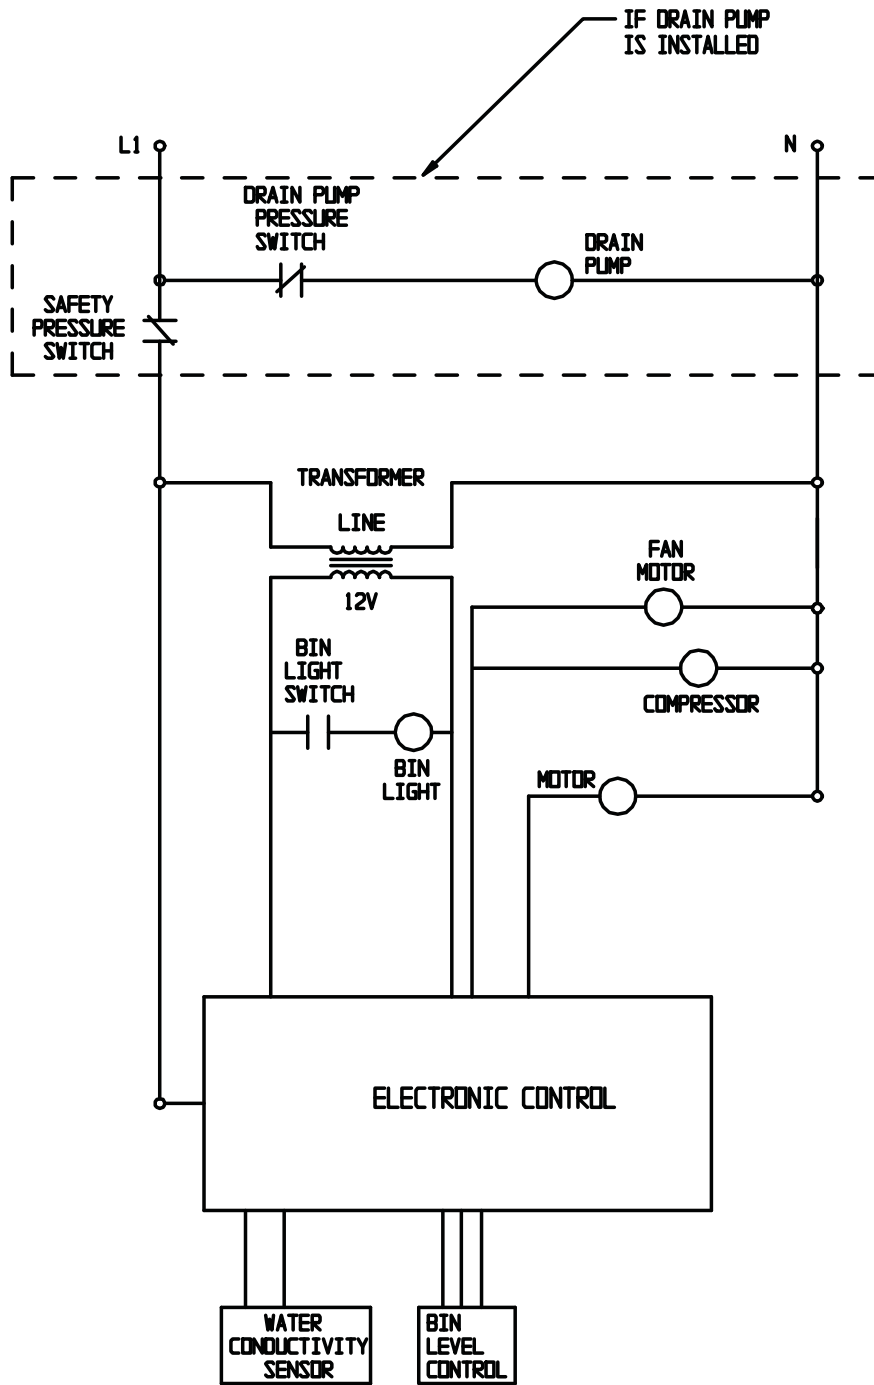 IF DRAIN PUMP
IS INSTALLED
L1
N
DRAIN PUMP
PRESSURE
SWITCH
DRAIN
PUMP
SAFETY
PRESSURE
SWITCH
TRANSFORMER
LINE
12V
FAN
MOTOR
BIN
LIGHT
SWITCH
COMPRESSOR
BIN
LIGHT
MOTOR
ELECTRONIC CONTROL
WATER
CONDUCTIVITY
SENSOR
BIN
LEVEL
CONTROL